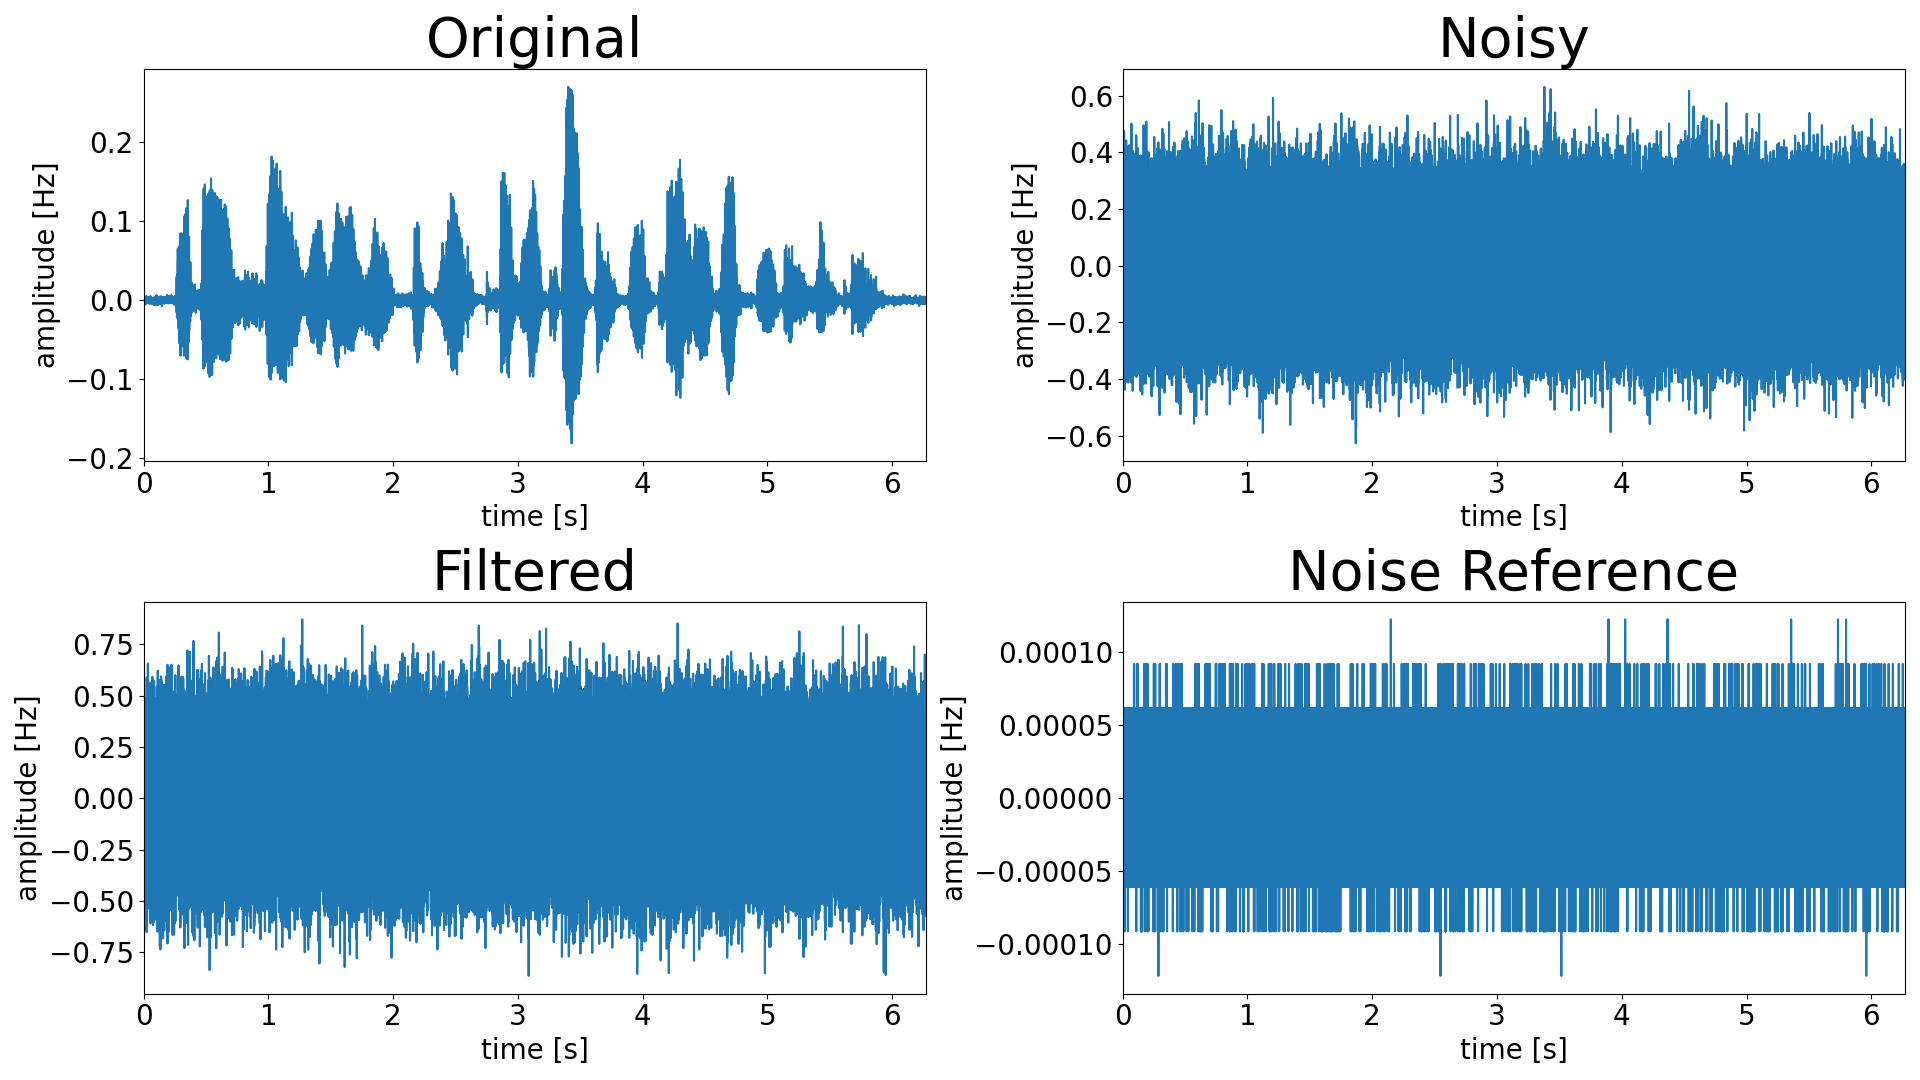 Original
amplitude [Hz]
0.2
0.1
0.0
−0.1
−0.2
0 1 2 3 4 5 6
time [s]
Noisy
amplitude [Hz]
0.6
0.4
0.2
0.0
−0.2
−0.4
−0.6
0 1 2 3 4 5 6
time [s]
Filtered
amplitude [Hz]
0.75
0.50
0.25
0.00
−0.25
−0.50
−0.75
0 1 2 3 4 5 6
time [s]
Noise Reference
amplitude [Hz]
0.00010
0.00005
0.00000
−0.00005
−0.00010
0 1 2 3 4 5 6
time [s]